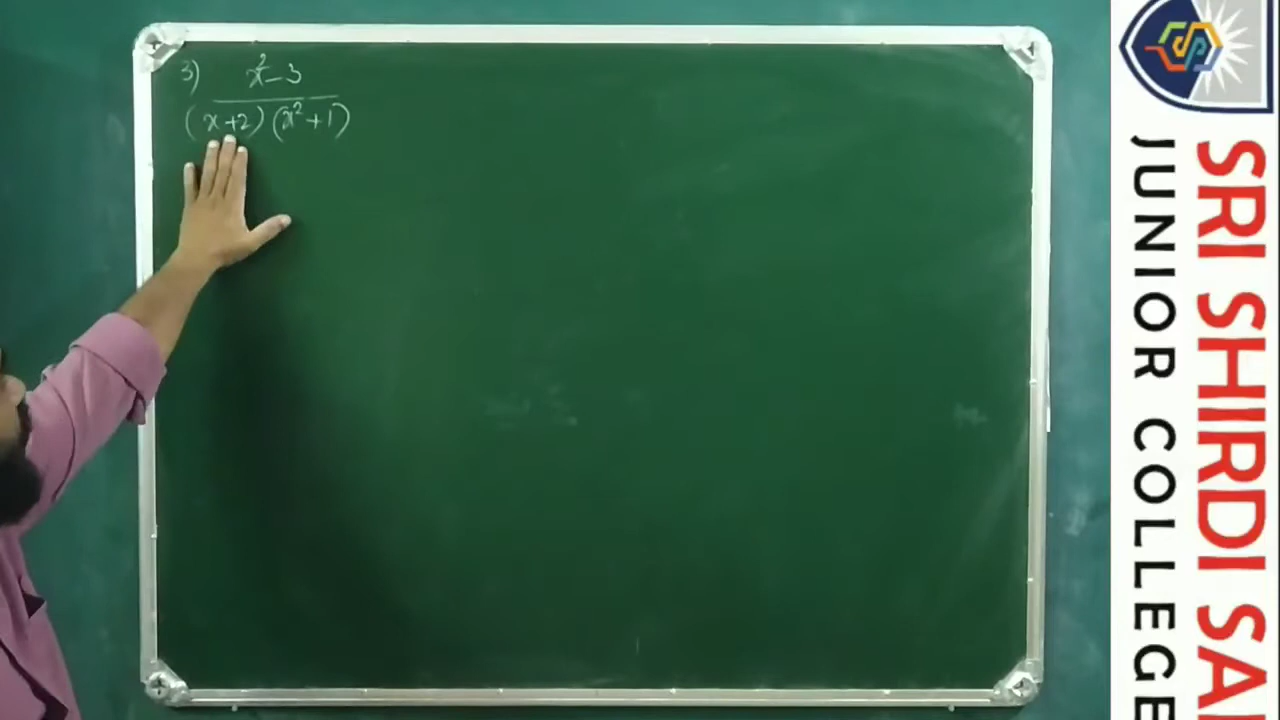 3) x² - 3
(x+2) (x²+1)
SRI SHIRDI SAI
JUNIOR COLLEGE